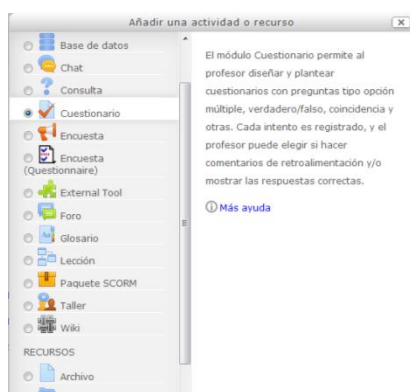 Añadir una actividad o recurso
Base de datos
Chat
Consulta
Cuestionario
Encuesta
Encuesta
(Questionnaire)
External Tool
Foro
Glosario
Lección
Paquete SCORM
Taller
Wiki
RECURSOS
Archivo
El módulo Cuestionario permite al
profesor diseñar y plantear
cuestionarios con preguntas tipo opción
múltiple, verdadero/falso, coincidencia y
otras. Cada intento es registrado, y el
profesor puede elegir si hacer
comentarios de retroalimentación y/o
mostrar las respuestas correctas.
Más ayuda